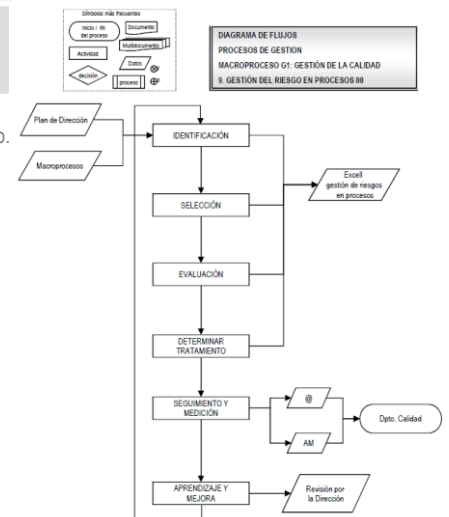 Símbolos más frecuentes
Inicio / fin
del proceso
Documento
Multidocumento
Actividad
Datos
decisión
proceso
DIAGRAMA DE FLUJOS
PROCESOS DE GESTION
MACROPROCESO G1: GESTIÓN DE LA CALIDAD
9. GESTIÓN DEL RIESGO EN PROCESOS 00
Plan de Dirección
o.
Macroprocesos
IDENTIFICACIÓN
SELECCIÓN
Excell
gestión de riesgos
en procesos
EVALUACIÓN
DETERMINAR
TRATAMIENTO
SEGUIMIENTO Y
MEDICIÓN
@
AM
Dpto. Calidad
APRENDIZAJE Y
MEJORA
Revisión por
la Dirección